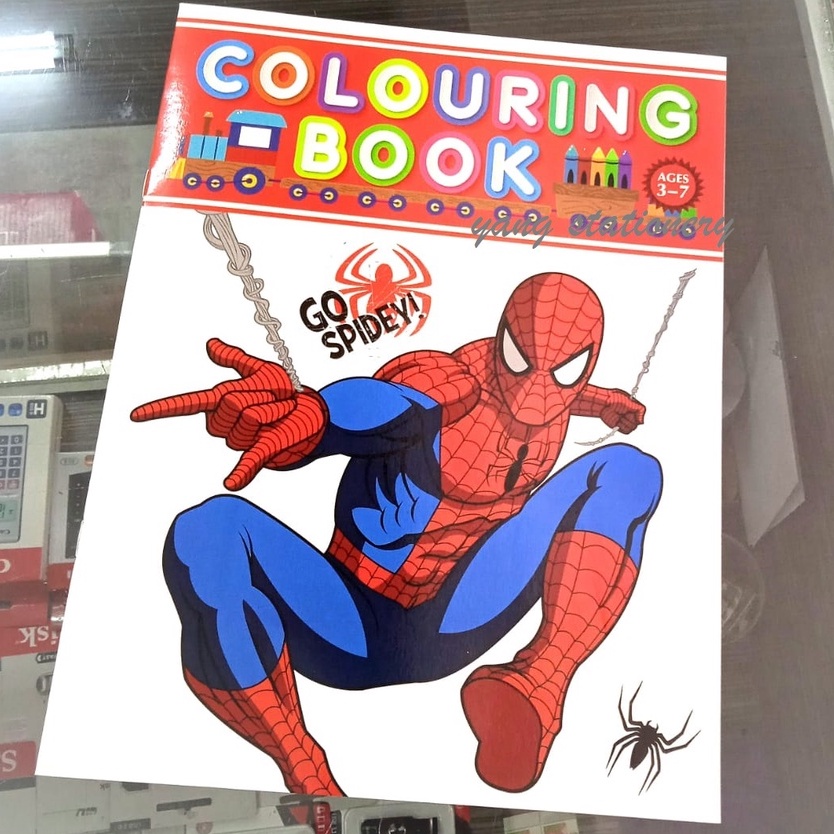 COLOURING
BOOK
AGES
3–7
yang stationery
GO
SPIDEY!